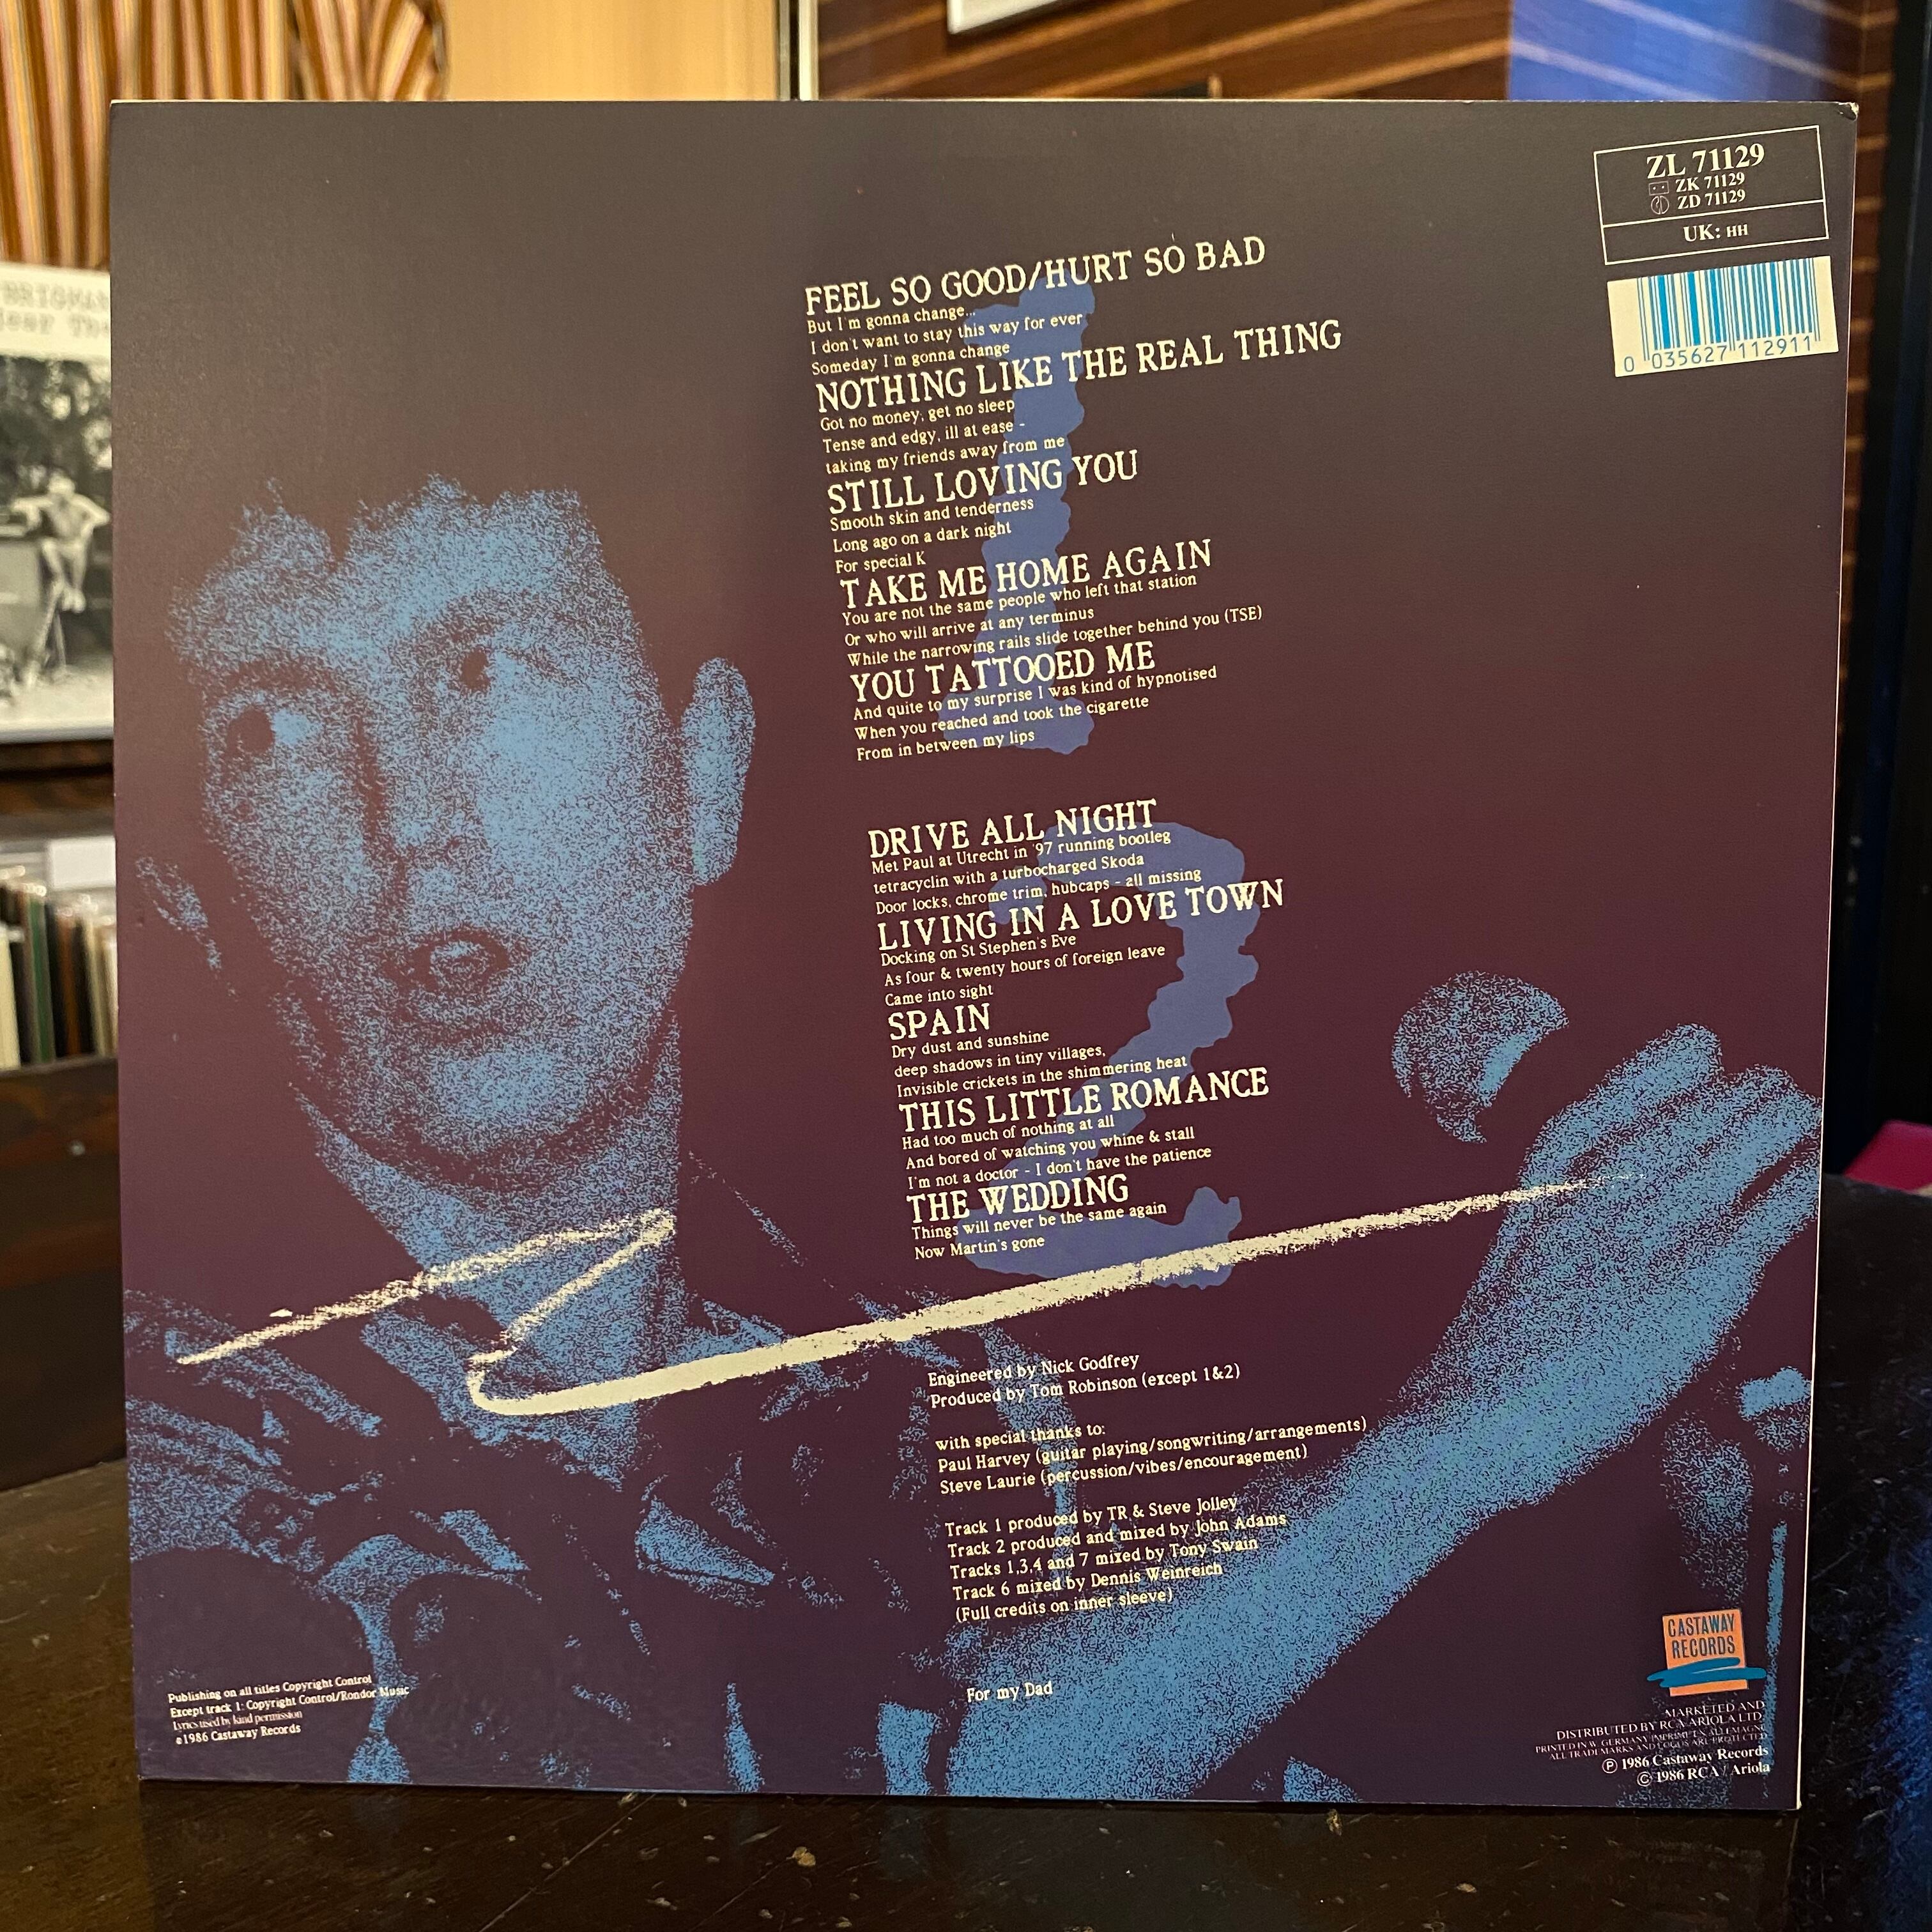 BRIGMAN
ZL 71129
ZK 71129
ZD 71129
UK: HH
0 035627 112911
FEEL SO GOOD/HURT SO BAD
But I'm gonna change...
I don't want to stay this way for ever
Someday I'm gonna change
NOTHING LIKE THE REAL THING
Got no money, get no sleep
Tense and edgy, ill at ease -
taking my friends away from me
STILL LOVING YOU
Smooth skin and tenderness
Long ago on a dark night
For special K
TAKE ME HOME AGAIN
You are not the same people who left that station
Or who will arrive at any terminus
While the narrowing rails slide together behind you (TSE)
YOU TATTOOED ME
And quite to my surprise I was kind of hypnotised
When you reached and took the cigarette
From in between my lips
1
DRIVE ALL NIGHT
Met Paul at Utrecht in '97 running bootleg
tetracyclin with a turbocharged Skoda
Door locks, chrome trim, hubcaps - all missing
LIVING IN A LOVE TOWN
Docking on St Stephen's Eve
As four & twenty hours of foreign leave
Came into sight
SPAIN
Dry dust and sunshine
deep shadows in tiny villages,
Invisible crickets in the shimmering heat
THIS LITTLE ROMANCE
Had too much of nothing at all
And bored of watching you whine & stall
I'm not a doctor - I don't have the patience
THE WEDDING
Things will never be the same again
Now Martin's gone
2
Engineered by Nick Godfrey
Produced by Tom Robinson (except 1&2)
with special thanks to:
Paul Harvey (guitar playing/songwriting/arrangements)
Steve Laurie (percussion/vibes/encouragement)
Track 1 produced by TR & Steve Jolley
Track 2 produced and mixed by John Adams
Tracks 1,3,4 and 7 mixed by Tony Swain
Track 6 mixed by Dennis Weinreich
(Full credits on inner sleeve)
For my Dad
Publishing on all titles Copyright Control
Except track 1: Copyright Control/Rondor Music
Lyrics used by kind permission
©1986 Castaway Records
CASTAWAY
RECORDS
MARKETED AND
DISTRIBUTED BY RCA ARIOLA LTD.
PRINTED IN W. GERMANY/IMPRIMÉ EN ALLEMAGNE
ALL TRADEMARKS AND LOGOS ARE PROTECTED
℗ 1986 Castaway Records
© 1986 RCA / Ariola